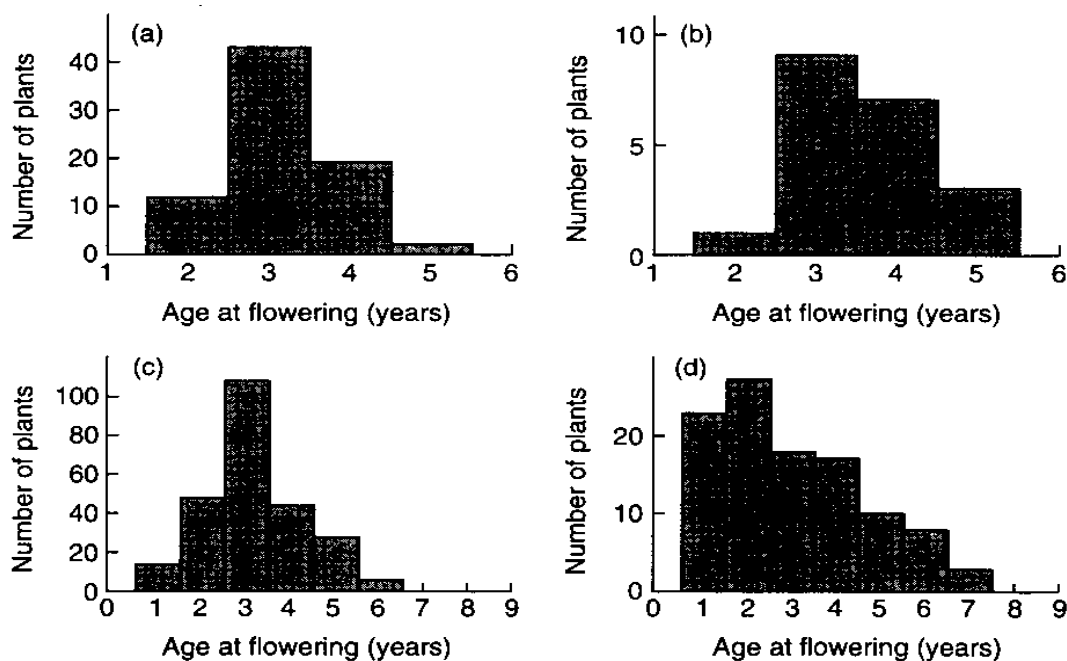 (a)
Number of plants
40
30
20
10
0
1 2 3 4 5 6
Age at flowering (years)
(b)
Number of plants
10
5
0
1 2 3 4 5 6
Age at flowering (years)
(c)
Number of plants
100
80
60
40
20
0
0 1 2 3 4 5 6 7 8 9
Age at flowering (years)
(d)
Number of plants
20
10
0
0 1 2 3 4 5 6 7 8 9
Age at flowering (years)